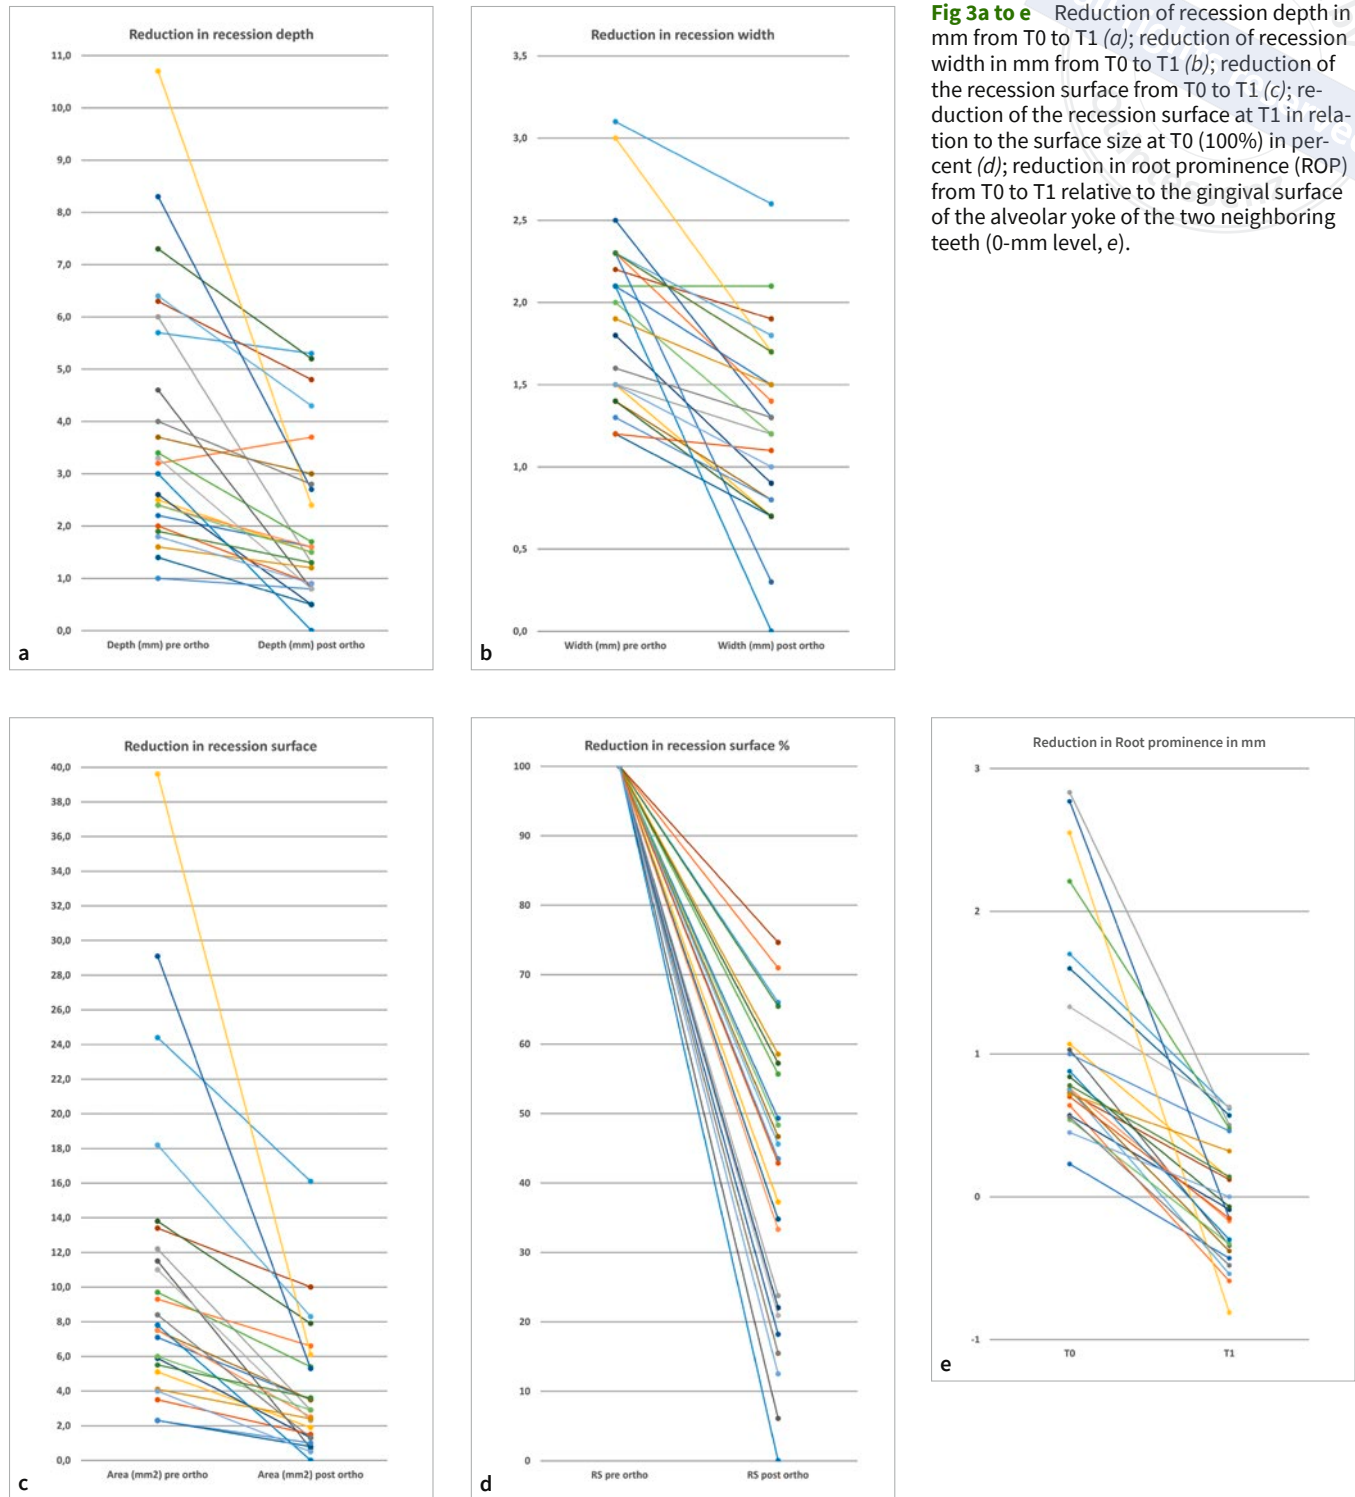 Reduction in recession depth
11,0
10,0
9,0
8,0
7,0
6,0
5,0
4,0
3,0
2,0
1,0
0,0
Depth (mm) pre ortho
Depth (mm) post ortho
a
Reduction in recession width
3,5
3,0
2,5
2,0
1,5
1,0
0,5
0,0
Width (mm) pre ortho
Width (mm) post ortho
b
Fig 3a to e Reduction of recession depth in
mm from T0 to T1 (a); reduction of recession
width in mm from T0 to T1 (b); reduction of
the recession surface from T0 to T1 (c); re-
duction of the recession surface at T1 in rela-
tion to the surface size at T0 (100%) in per-
cent (d); reduction in root prominence (ROP)
from T0 to T1 relative to the gingival surface
of the alveolar yoke of the two neighboring
teeth (0-mm level, e).
Reduction in recession surface
40,0
38,0
36,0
34,0
32,0
30,0
28,0
26,0
24,0
22,0
20,0
18,0
16,0
14,0
12,0
10,0
8,0
6,0
4,0
2,0
0,0
Area (mm2) pre ortho
Area (mm2) post ortho
c
Reduction in recession surface %
100
90
80
70
60
50
40
30
20
10
0
RS pre ortho
RS post ortho
d
Reduction in Root prominence in mm
3
2
1
0
-1
T0
T1
e